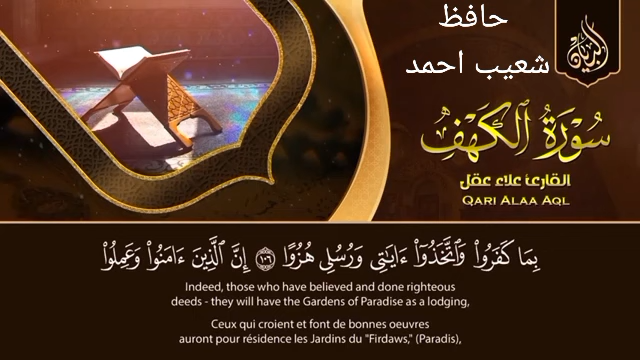 حافظ
شعيب احمد
البيان
سُورَةُ الكَهْفِ
القارئ علاء عقل
QARI ALAA AQL
بِمَا كَفَرُوا۟ وَٱتَّخَذُوٓا۟ ءَايَٰتِى وَرُسُلِى هُزُوًا ١٠٦ إِنَّ ٱلَّذِينَ ءَامَنُوا۟ وَعَمِلُوا۟
Indeed, those who have believed and done righteous
deeds - they will have the Gardens of Paradise as a lodging,
Ceux qui croient et font de bonnes oeuvres
auront pour résidence les Jardins du "Firdaws," (Paradis),